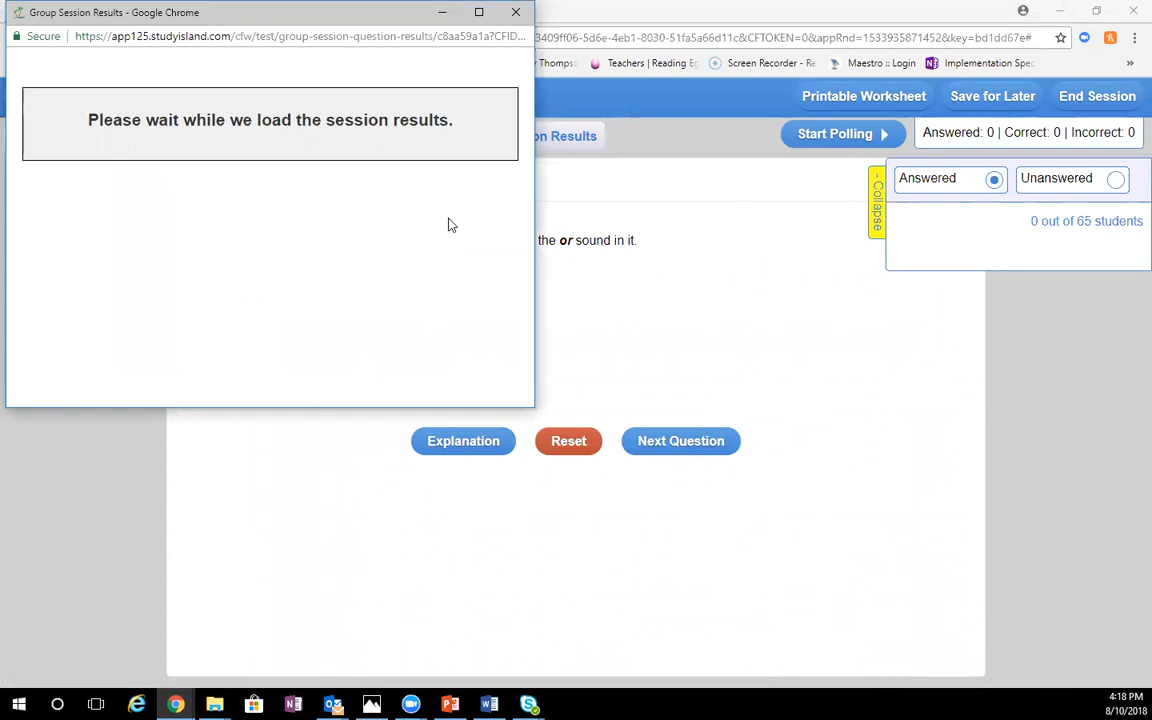 Group Session Results - Google Chrome
Secure | https://app125.studyisland.com/cfw/test/group-session-question-results/c8aa59a1a?CFID...
Please wait while we load the session results.
3409ff06-5d6e-4eb1-8030-51fa5a66d11c&CFTOKEN=0&appRnd=1533935871452&key=bd1dd67e#
Thomps
Teachers | Reading E
Screen Recorder - Re
Maestro :: Login
Implementation Spec
»
Printable Worksheet
Save for Later
End Session
on Results
Start Polling
Answered: 0 | Correct: 0 | Incorrect: 0
- Collapse
Answered
Unanswered
0 out of 65 students
the or sound in it.
Explanation
Reset
Next Question
4:18 PM
8/10/2018